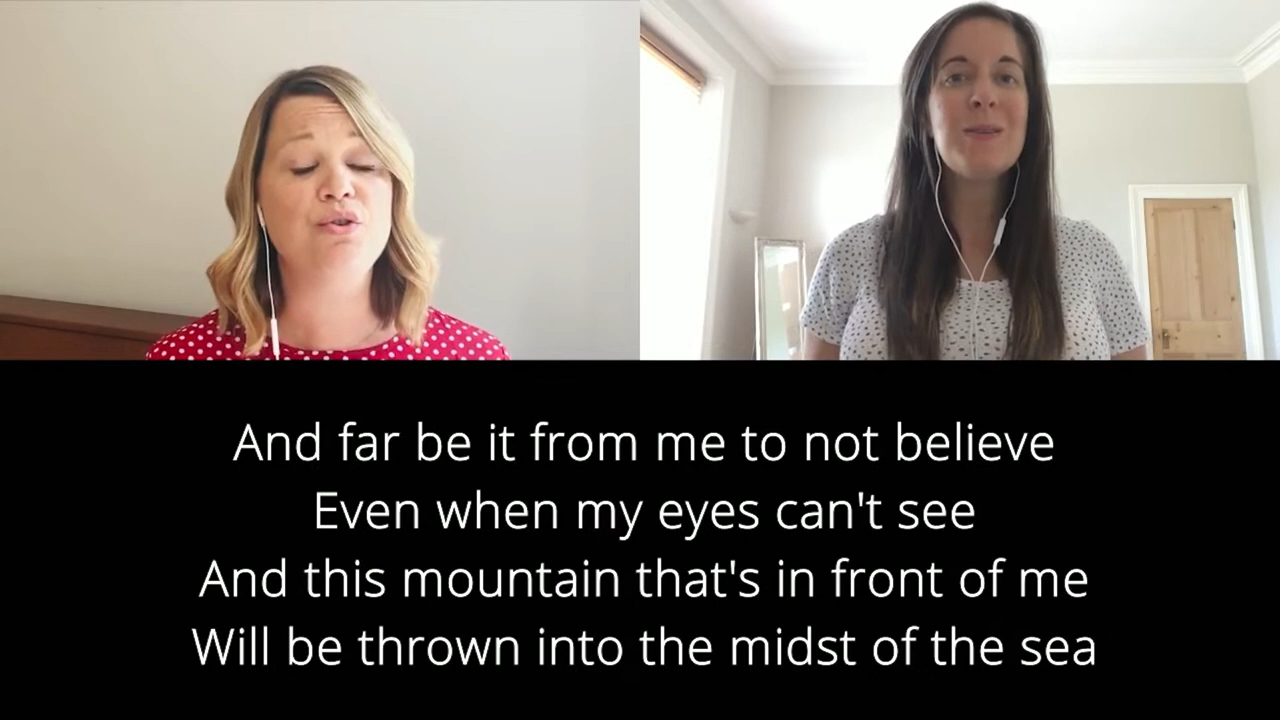 And far be it from me to not believe
Even when my eyes can't see
And this mountain that's in front of me
Will be thrown into the midst of the sea